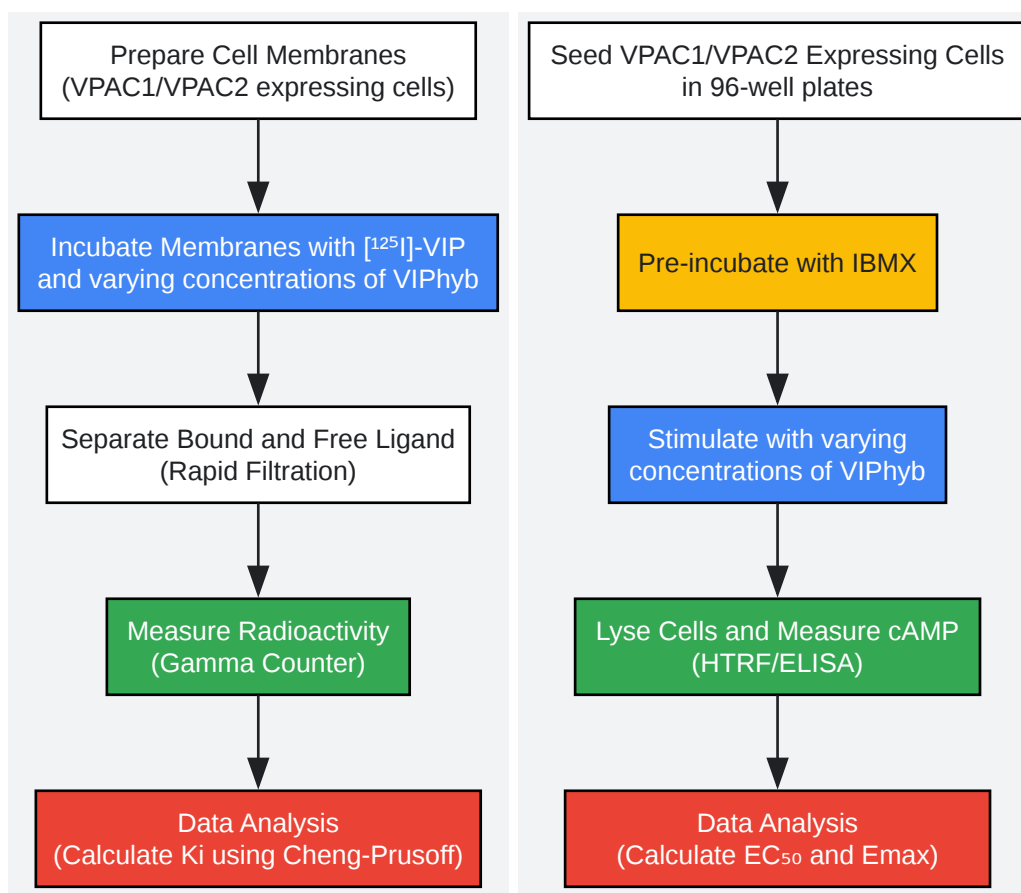 Prepare Cell Membranes
(VPAC1/VPAC2 expressing cells)
Incubate Membranes with [¹²⁵I]-VIP
and varying concentrations of VIPhyb
Separate Bound and Free Ligand
(Rapid Filtration)
Measure Radioactivity
(Gamma Counter)
Data Analysis
(Calculate Ki using Cheng-Prusoff)
Seed VPAC1/VPAC2 Expressing Cells
in 96-well plates
Pre-incubate with IBMX
Stimulate with varying
concentrations of VIPhyb
Lyse Cells and Measure cAMP
(HTRF/ELISA)
Data Analysis
(Calculate EC₅₀ and Emax)